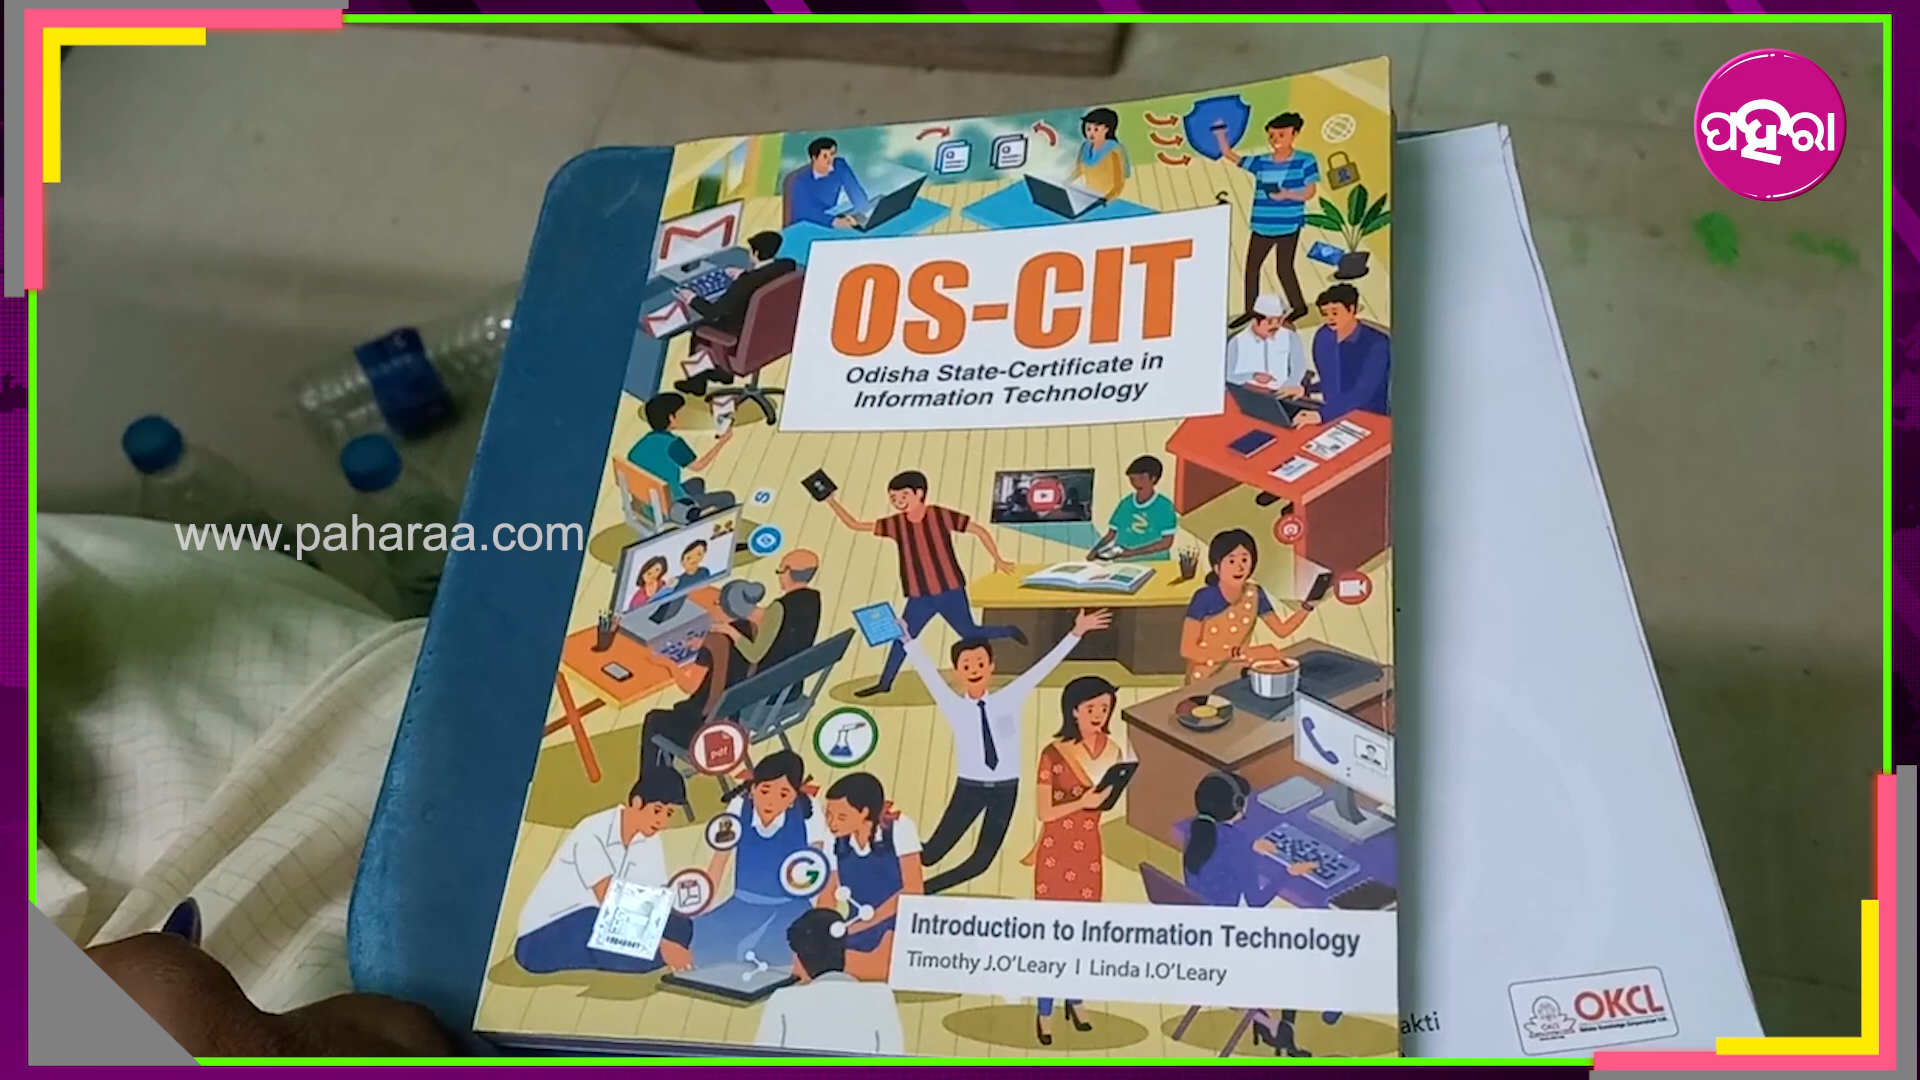 ପହରା
OS-CIT
Odisha State-Certificate in
Information Technology
www.paharaa.com
pdf
Introduction to Information Technology
Timothy J.O'Leary | Linda I.O'Leary
akti
OKCL